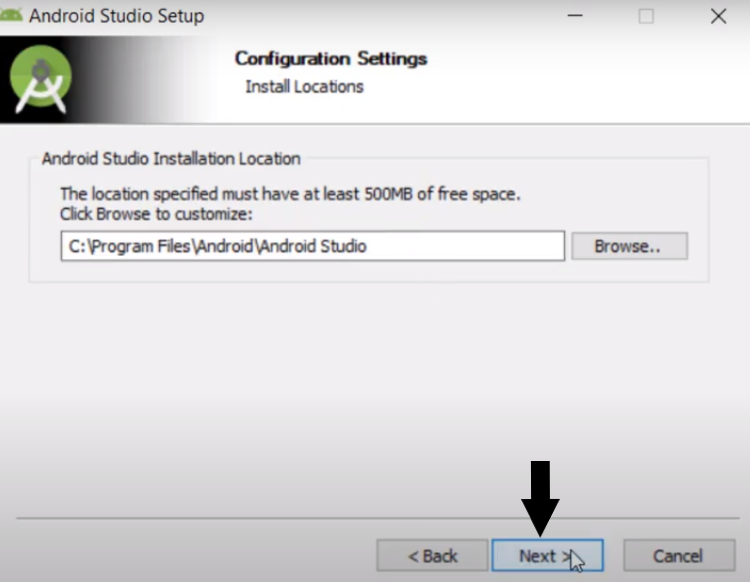 Android Studio Setup
Configuration Settings
Install Locations
Android Studio Installation Location
The location specified must have at least 500MB of free space.
Click Browse to customize:
C:\Program Files\Android\Android Studio
Browse..
< Back
Next >
Cancel